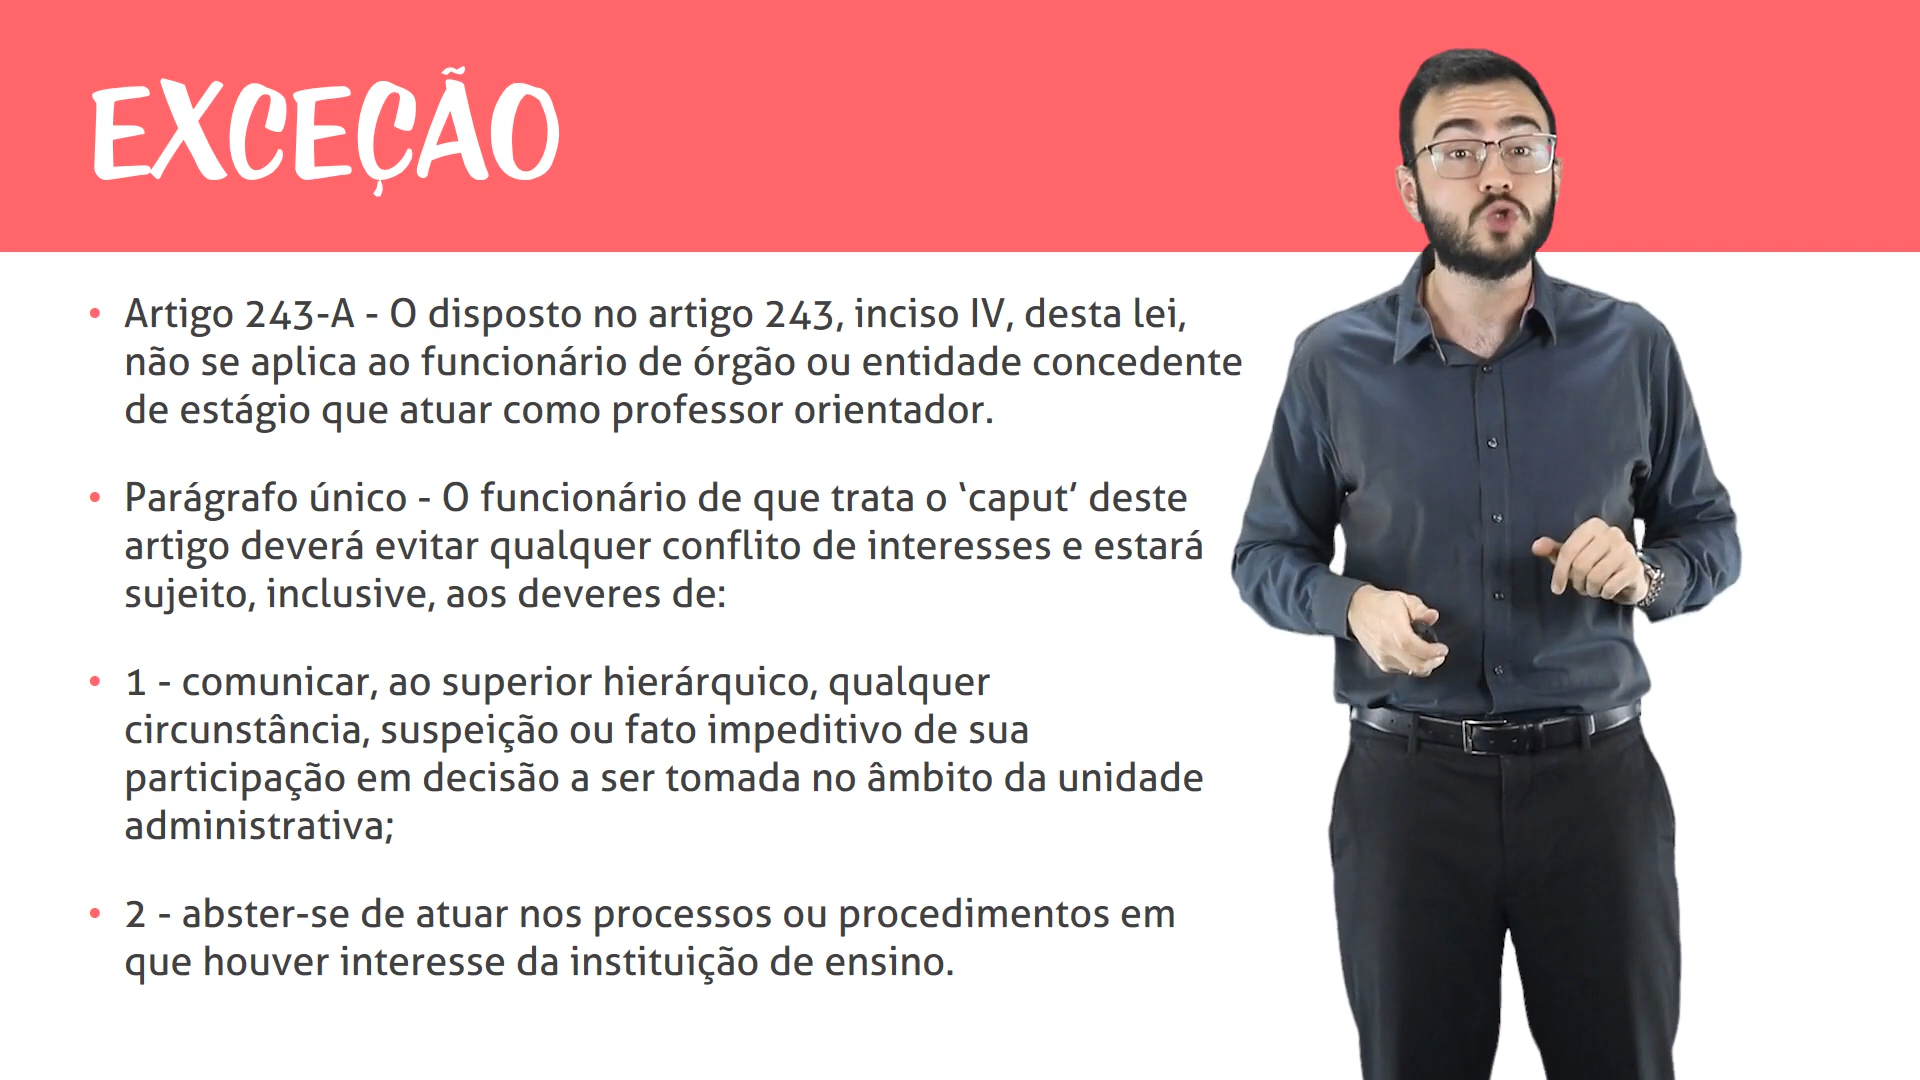 EXCEÇÃO
• Artigo 243-A - O disposto no artigo 243, inciso IV, desta lei,
não se aplica ao funcionário de órgão ou entidade concedente
de estágio que atuar como professor orientador.
• Parágrafo único - O funcionário de que trata o ‘caput’ deste
artigo deverá evitar qualquer conflito de interesses e estará
sujeito, inclusive, aos deveres de:
• 1 - comunicar, ao superior hierárquico, qualquer
circunstância, suspeição ou fato impeditivo de sua
participação em decisão a ser tomada no âmbito da unidade
administrativa;
• 2 - abster-se de atuar nos processos ou procedimentos em
que houver interesse da instituição de ensino.